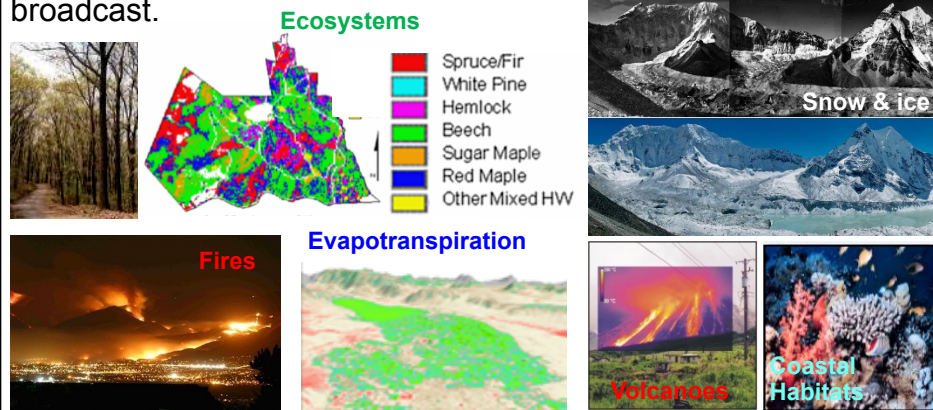 broadcast.
Ecosystems
Spruce/Fir
White Pine
Hemlock
Beech
Sugar Maple
Red Maple
Other Mixed HW
Snow & ice
Evapotranspiration
Fires
Volcanoes
Coastal
Habitats